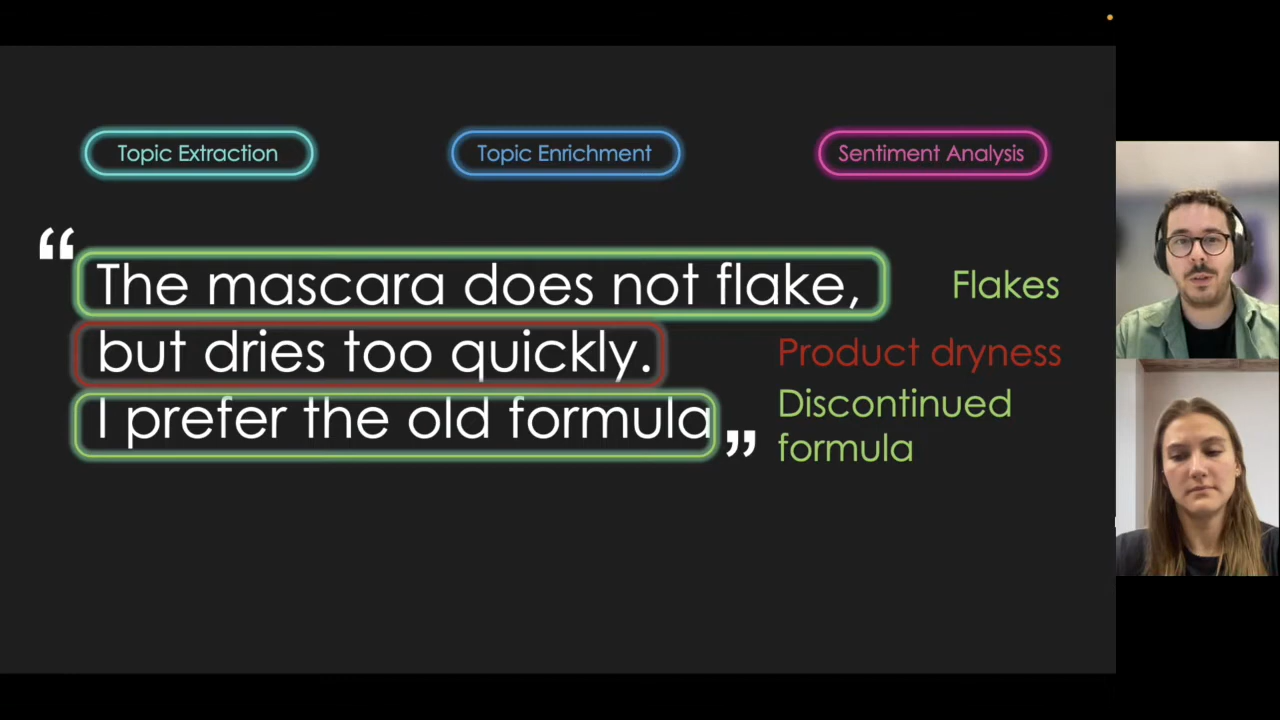 Topic Extraction
Topic Enrichment
Sentiment Analysis
“The mascara does not flake,
Flakes
but dries too quickly.
Product dryness
I prefer the old formula”
Discontinued
formula